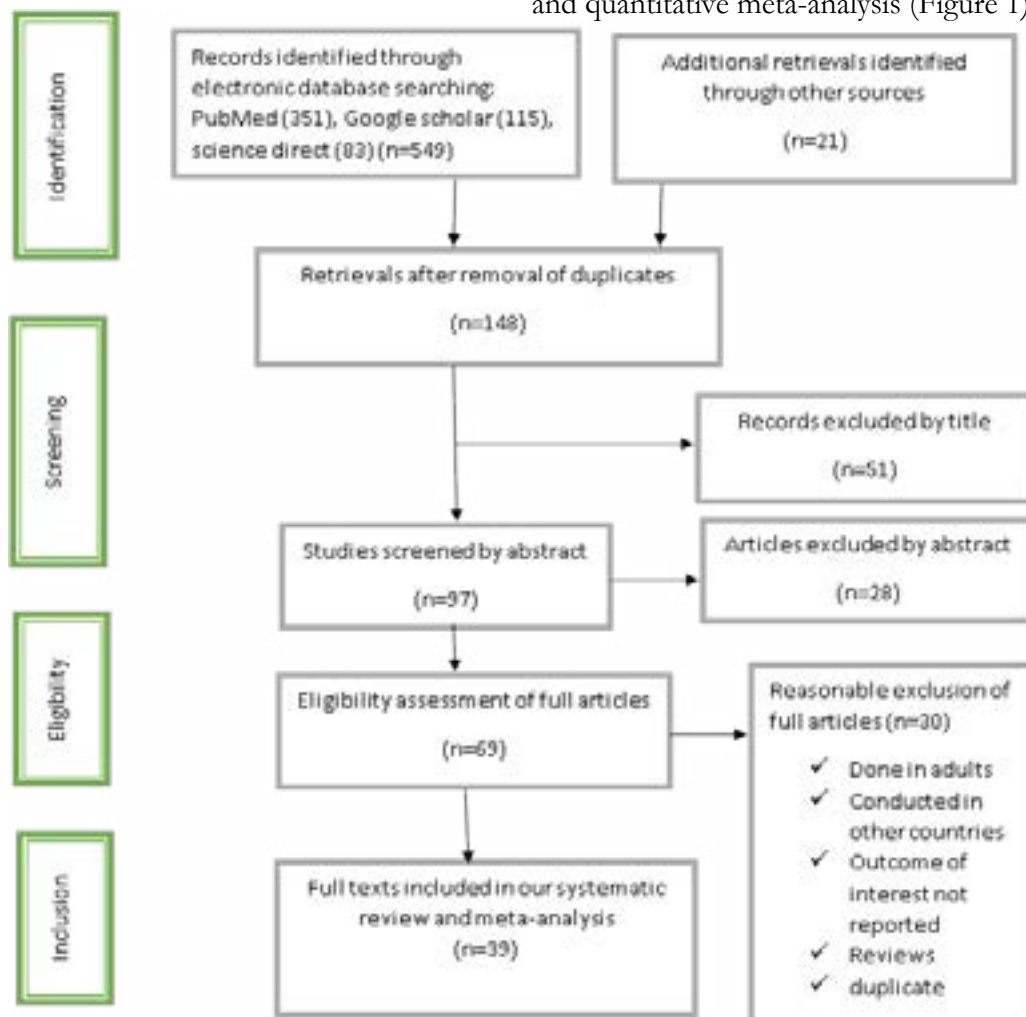 and quantitative meta-analysis (Figure 1)
Identification
Records identified through
electronic database searching:
PubMed (351), Google scholar (115),
science direct (83) (n=549)
Additional retrievals identified
through other sources
(n=21)
Retrievals after removal of duplicates
(n=148)
Screening
Records excluded by title
(n=51)
Studies screened by abstract
(n=97)
Articles excluded by abstract
(n=28)
Eligibility
Eligibility assessment of full articles
(n=69)
Reasonable exclusion of
full articles (n=30)
✓ Done in adults
✓ Conducted in
other countries
✓ Outcome of
interest not
reported
✓ Reviews
✓ duplicate
Inclusion
Full texts included in our systematic
review and meta-analysis
(n=39)